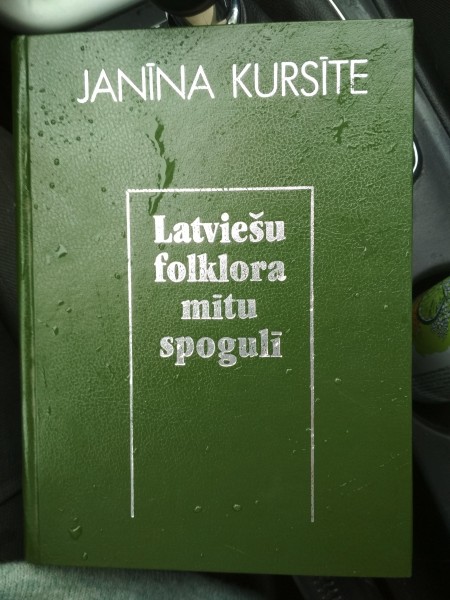 JANĪNA KURSĪTE
Latviešu
folklora
mītu
spogulī